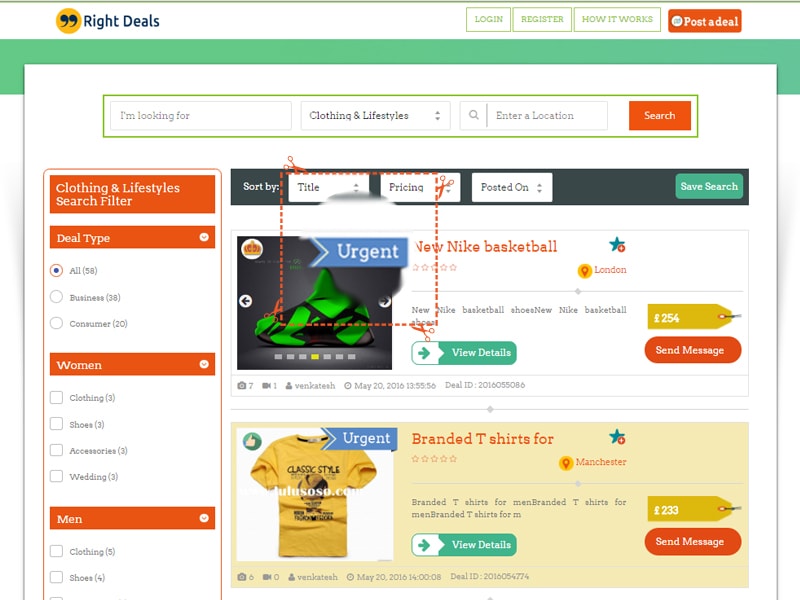 Right Deals
LOGIN
REGISTER
HOW IT WORKS
Post a deal
I'm looking for
Clothing & Lifestyles
Enter a Location
Search
Clothing & Lifestyles
Search Filter
Deal Type
All (58)
Business (38)
Consumer (20)
Women
Clothing (3)
Shoes (3)
Accessories (3)
Wedding (3)
Men
Clothing (5)
Shoes (4)
Sort by:
Title
Pricing
Posted On
Save Search
Urgent
New Nike basketball
London
New Nike basketball shoesNew Nike basketball
shoes
£ 254
View Details
Send Message
7
1
venkatesh
May 20, 2016 13:55:56
Deal ID : 2016055086
Urgent
CLASSIC STYLE
Branded T shirts for
Manchester
Branded T shirts for menBranded T shirts for
menBranded T shirts for m
£ 233
View Details
Send Message
6
0
venkatesh
May 20, 2016 14:00:08
Deal ID : 2016054774